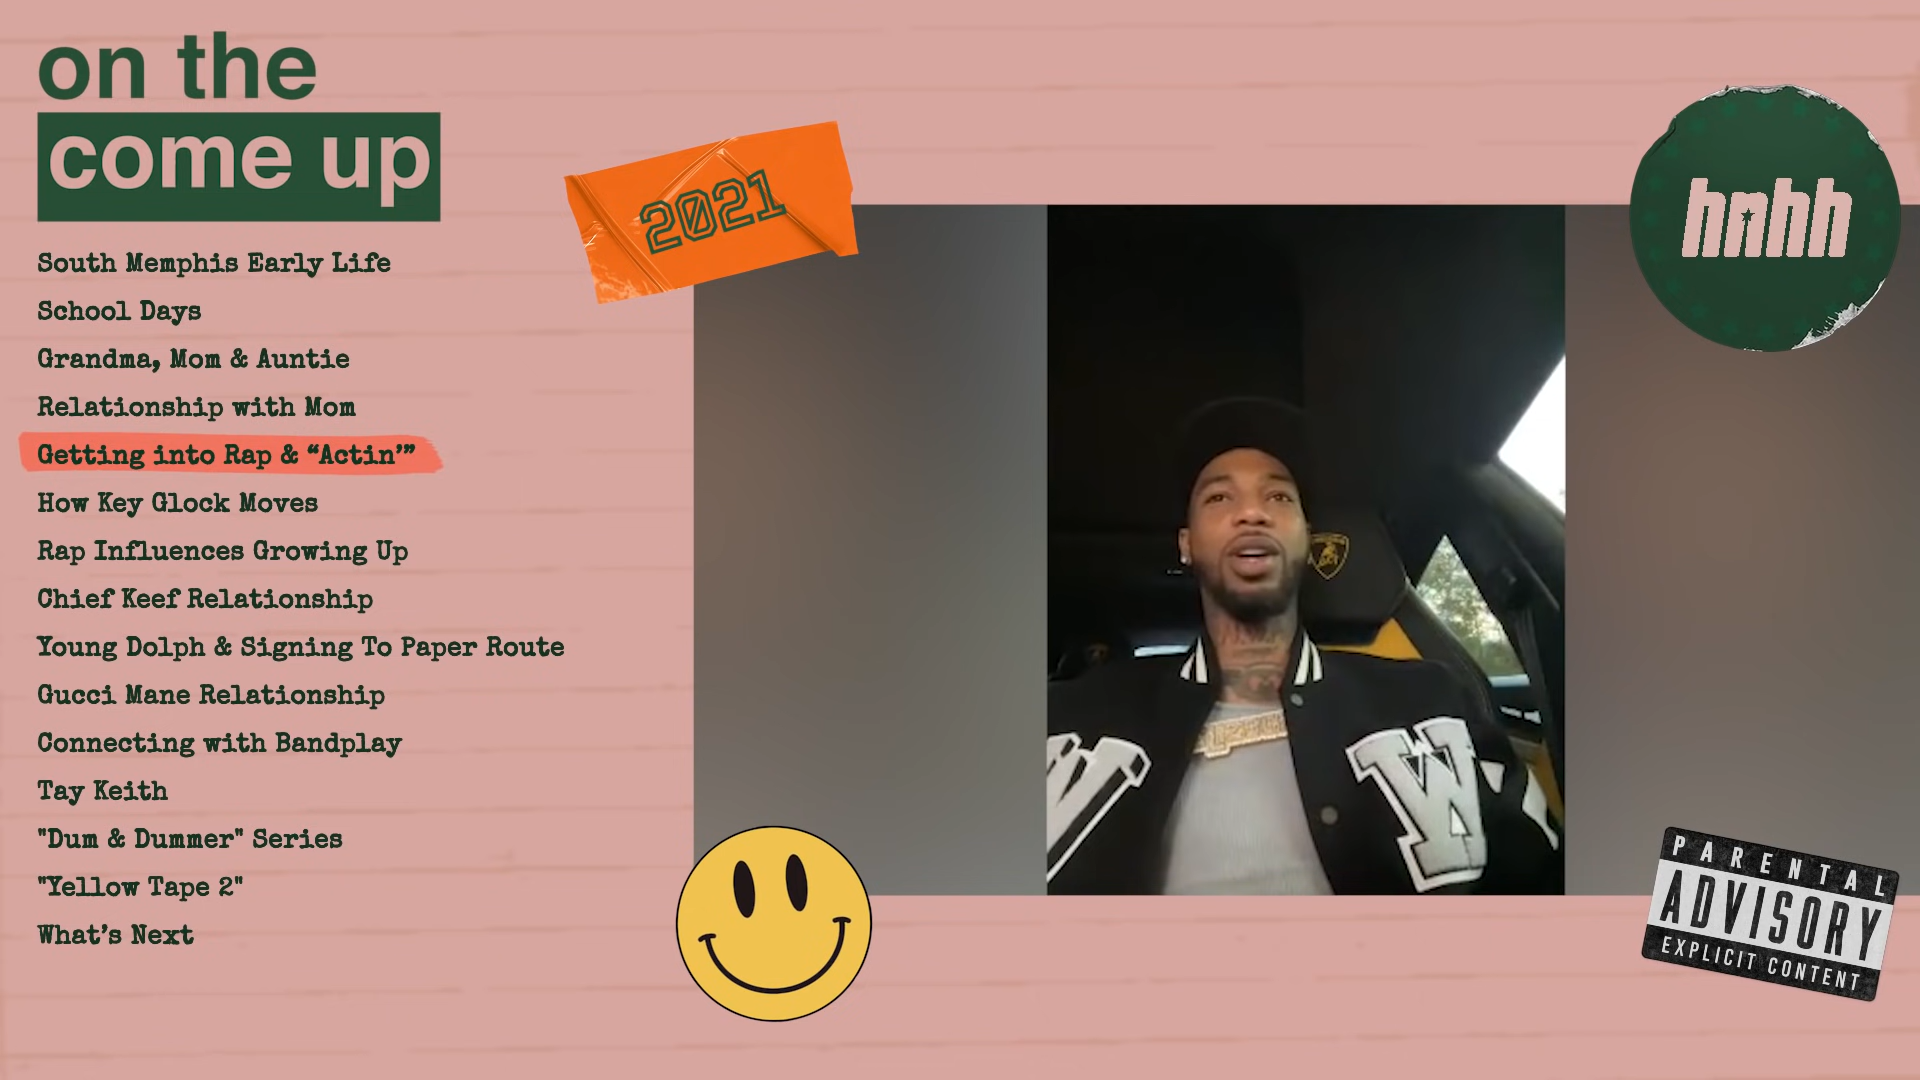 on the
come up
South Memphis Early Life
School Days
Grandma, Mom & Auntie
Relationship with Mom
Getting into Rap & “Actin’”
How Key Glock Moves
Rap Influences Growing Up
Chief Keef Relationship
Young Dolph & Signing To Paper Route
Gucci Mane Relationship
Connecting with Bandplay
Tay Keith
"Dum & Dummer" Series
"Yellow Tape 2"
What’s Next
2021
hnhh
W
W
PARENTAL
ADVISORY
EXPLICIT CONTENT